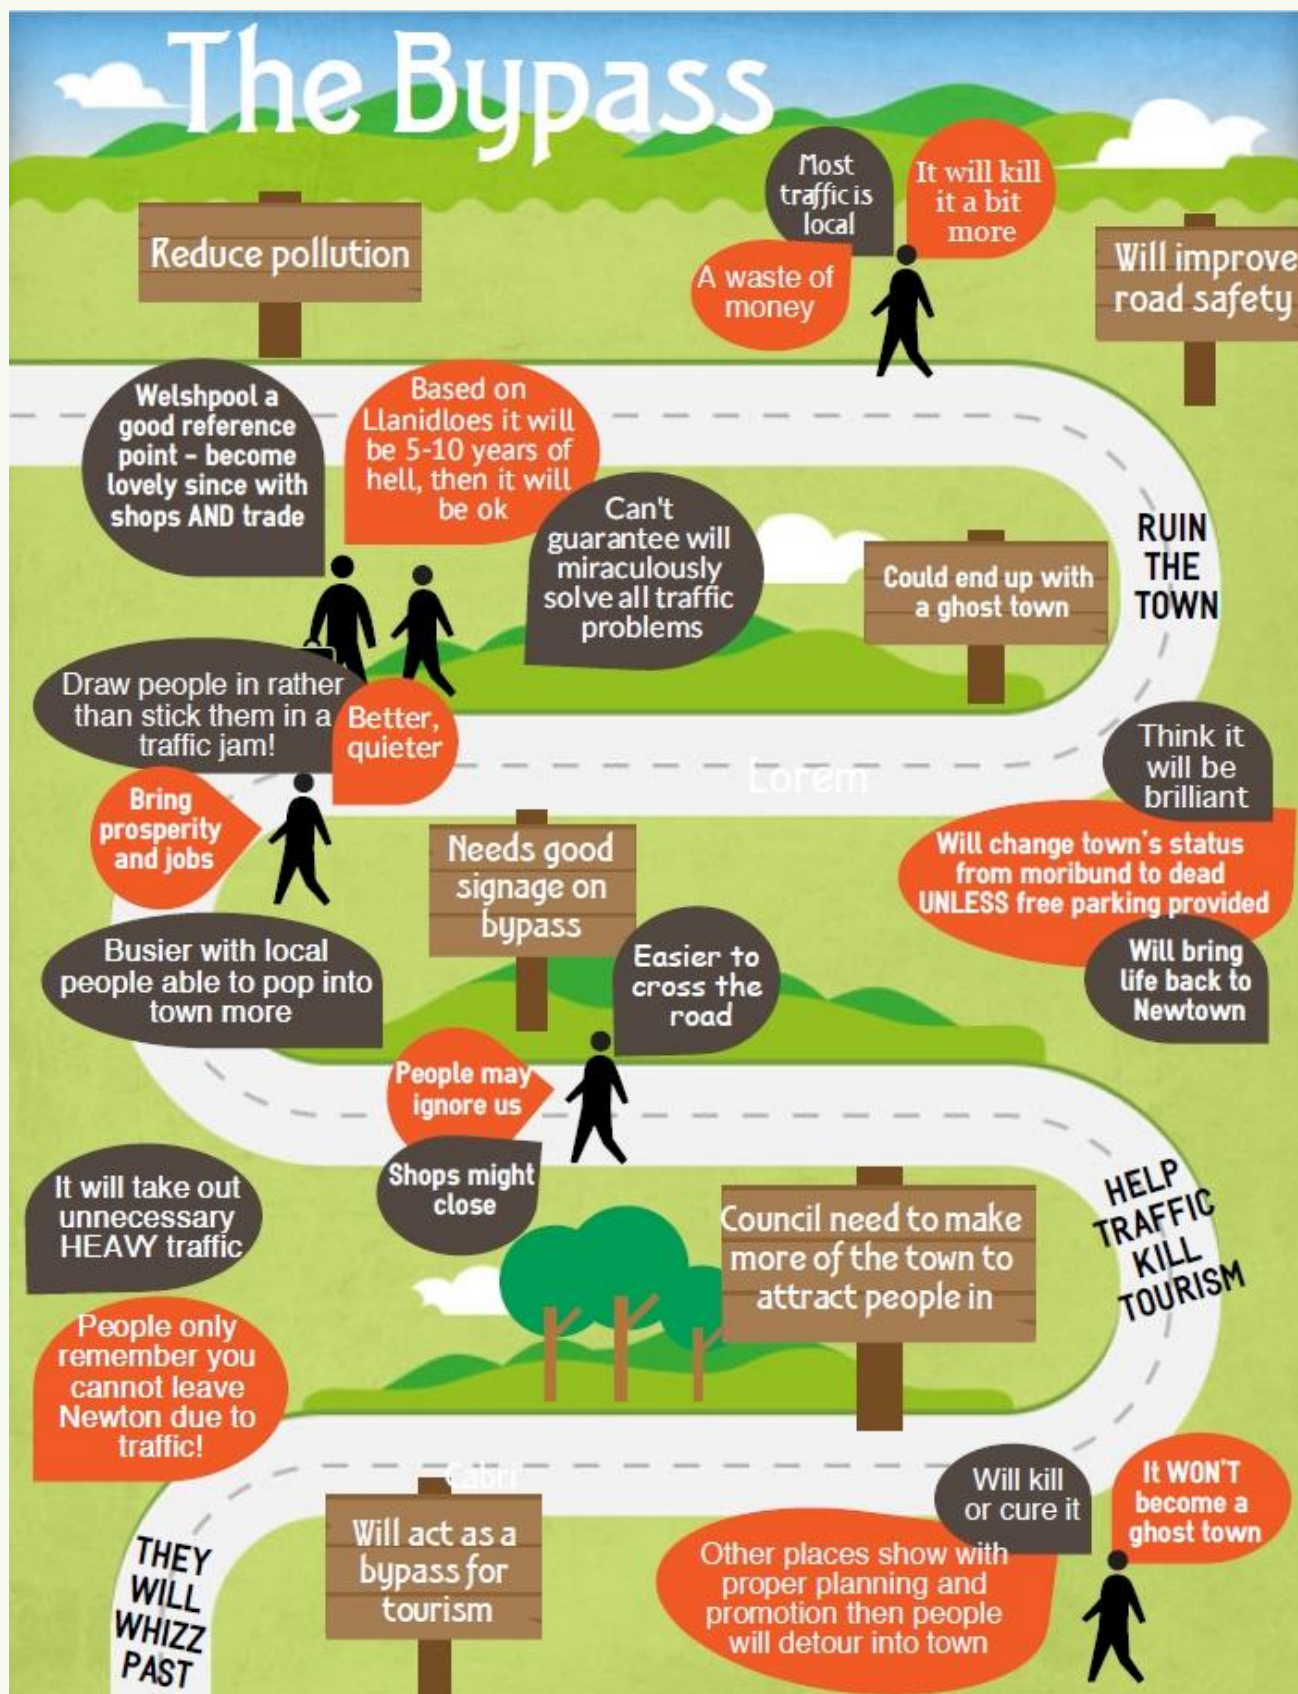 The Bypass
Most
traffic is
local
It will kill
it a bit
more
Reduce pollution
A waste of
money
Will improve
road safety
Welshpool a
good reference
point - become
lovely since with
shops AND trade
Based on
Llanidloes it will
be 5-10 years of
hell, then it will
be ok
Can't
guarantee will
miraculously
solve all traffic
problems
Could end up with
a ghost town
RUIN
THE
TOWN
Draw people in rather
than stick them in a
traffic jam!
Better,
quieter
Lorem
Think it
will be
brilliant
Bring
prosperity
and jobs
Needs good
signage on
bypass
Will change town's status
from moribund to dead
UNLESS free parking provided
Busier with local
people able to pop into
town more
Easier to
cross the
road
Will bring
life back to
Newtown
People may
ignore us
Shops might
close
It will take out
unnecessary
HEAVY traffic
Council need to make
more of the town to
attract people in
HELP
TRAFFIC
KILL
TOURISM
People only
remember you
cannot leave
Newton due to
traffic!
Cabri
Will act as a
bypass for
tourism
Will kill
or cure it
It WON'T
become a
ghost town
Other places show with
proper planning and
promotion then people
will detour into town
THEY
WILL
WHIZZ
PAST